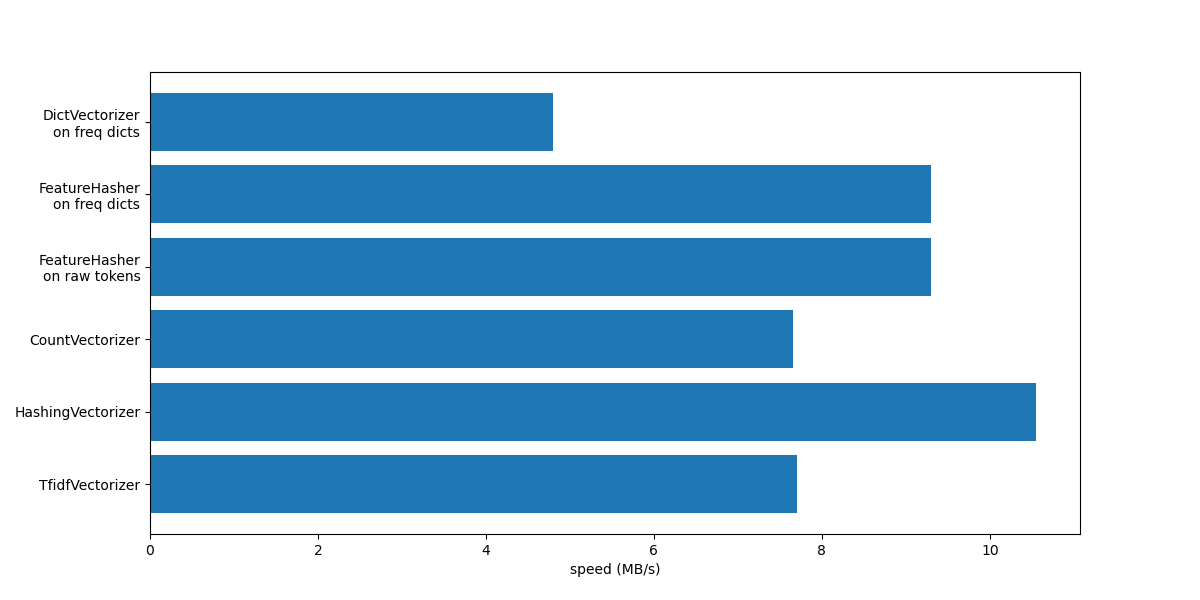 DictVectorizer
on freq dicts
FeatureHasher
on freq dicts
FeatureHasher
on raw tokens
CountVectorizer
HashingVectorizer
TfidfVectorizer
0 2 4 6 8 10
speed (MB/s)